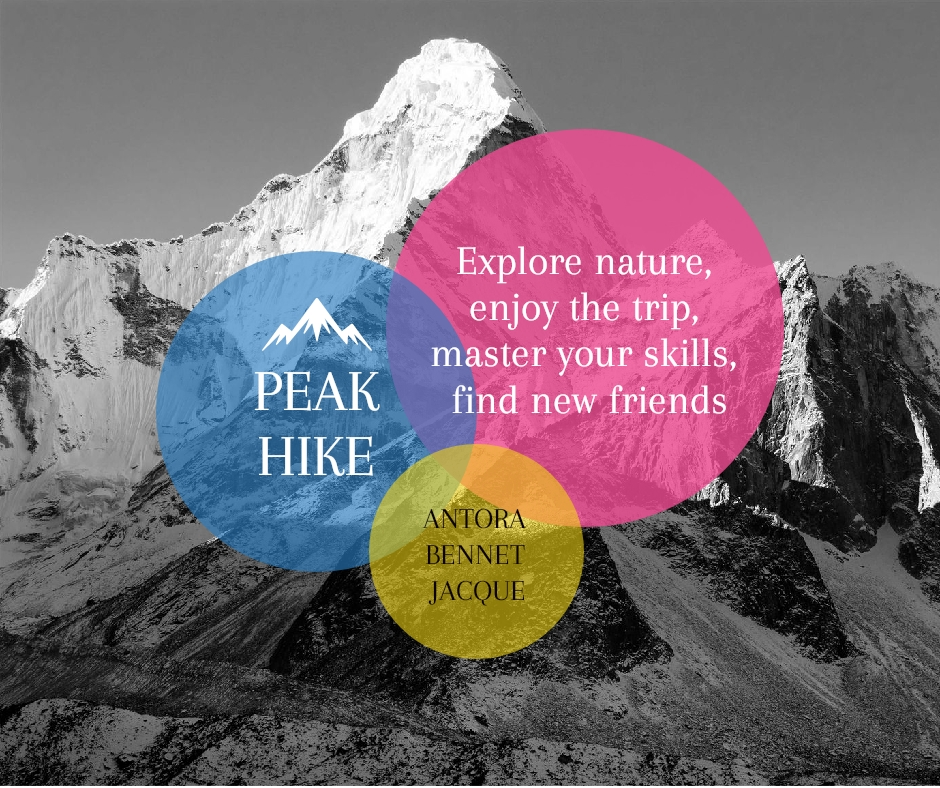 PEAK
HIKE
Explore nature,
enjoy the trip,
master your skills,
find new friends
ANTORA
BENNET
JACQUE